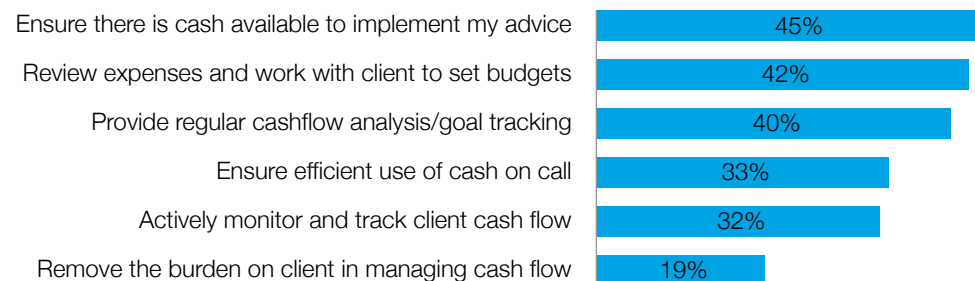 Ensure there is cash available to implement my advice 45%
Review expenses and work with client to set budgets 42%
Provide regular cashflow analysis/goal tracking 40%
Ensure efficient use of cash on call 33%
Actively monitor and track client cash flow 32%
Remove the burden on client in managing cash flow 19%